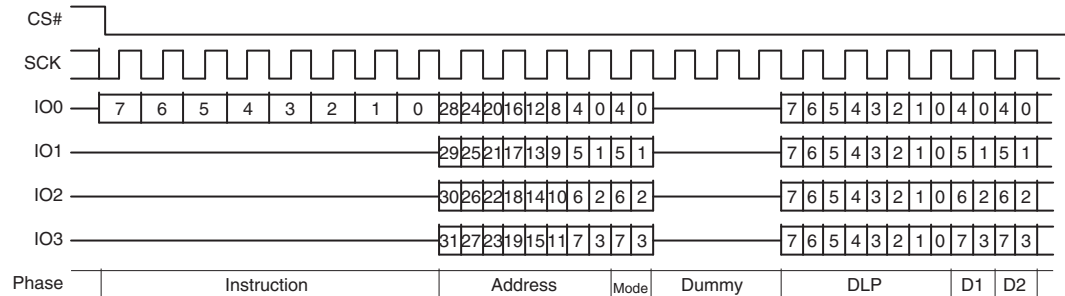 CS#
SCK
IO0 7 6 5 4 3 2 1 0 28 24 20 16 12 8 4 0 4 0 7 6 5 4 3 2 1 0 4 0 4 0
IO1 29 25 21 17 13 9 5 1 5 1 7 6 5 4 3 2 1 0 5 1 5 1
IO2 30 26 22 18 14 10 6 2 6 2 7 6 5 4 3 2 1 0 6 2 6 2
IO3 31 27 23 19 15 11 7 3 7 3 7 6 5 4 3 2 1 0 7 3 7 3
Phase Instruction Address Mode Dummy DLP D1 D2